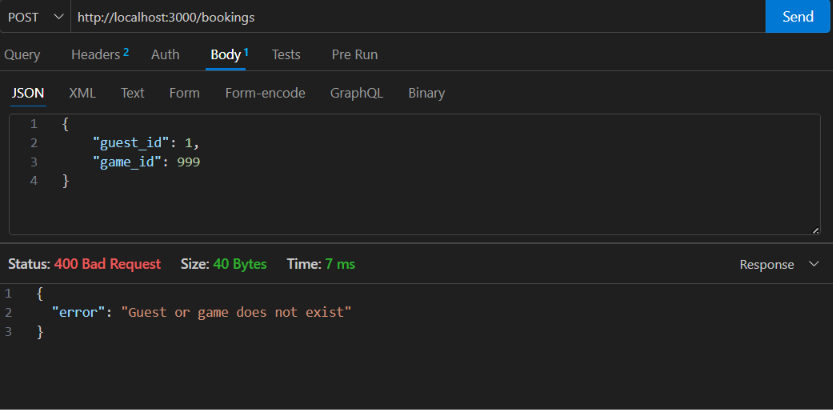 POST http://localhost:3000/bookings Send
Query Headers 2 Auth Body 1 Tests Pre Run
JSON XML Text Form Form-encode GraphQL Binary
1 {
2 "guest_id": 1,
3 "game_id": 999
4 }
Status: 400 Bad Request Size: 40 Bytes Time: 7 ms Response
1 {
2 "error": "Guest or game does not exist"
3 }